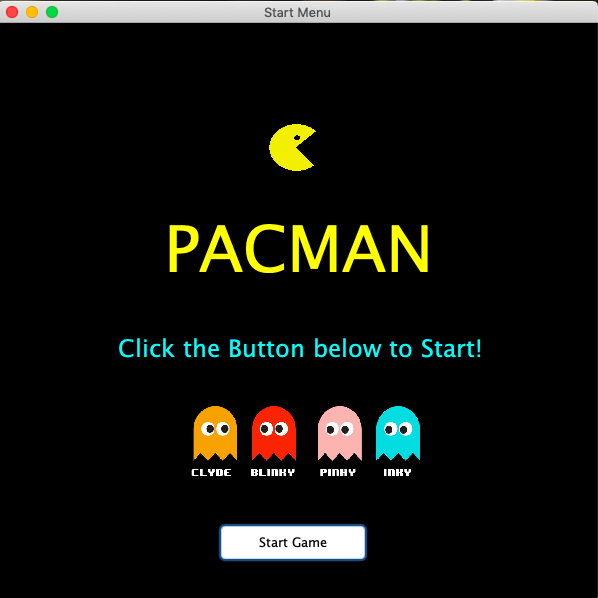 Start Menu
PACMAN
Click the Button below to Start!
CLYDE BLINKY PINKY INKY
Start Game